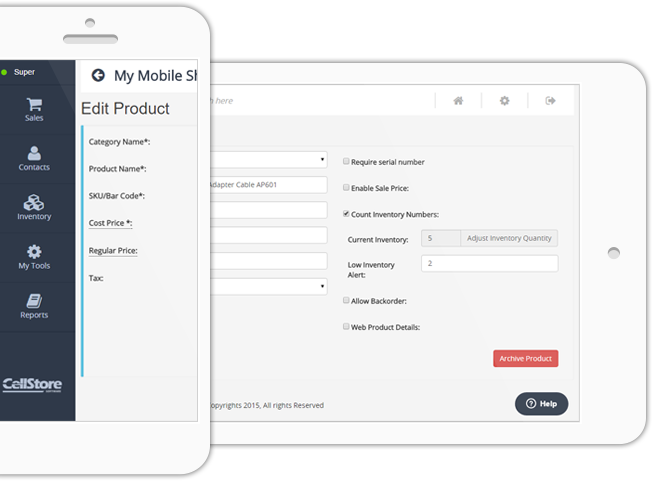 Super
My Mobile Sh
Sales
Edit Product
Contacts
Inventory
My Tools
Reports
CellStore
Category Name*:
Product Name*:
SKU/Bar Code*:
Cost Price *:
Regular Price:
Tax:
h here
Adapter Cable AP601
Require serial number
Enable Sale Price:
Count Inventory Numbers:
Current Inventory: 5 Adjust Inventory Quantity
Low Inventory
Alert: 2
Allow Backorder:
Web Product Details:
Archive Product
opyrights 2015, All rights Reserved
Help